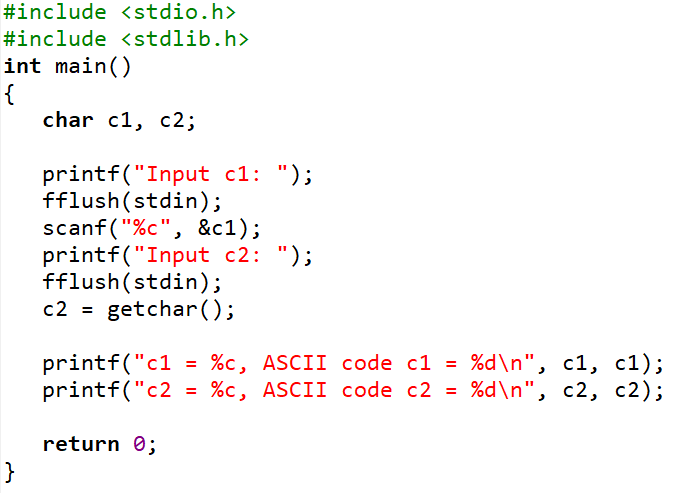 #include <stdio.h>
#include <stdlib.h>
int main()
{
   char c1, c2;

   printf("Input c1: ");
   fflush(stdin);
   scanf("%c", &c1);
   printf("Input c2: ");
   fflush(stdin);
   c2 = getchar();

   printf("c1 = %c, ASCII code c1 = %d\n", c1, c1);
   printf("c2 = %c, ASCII code c2 = %d\n", c2, c2);

   return 0;
}